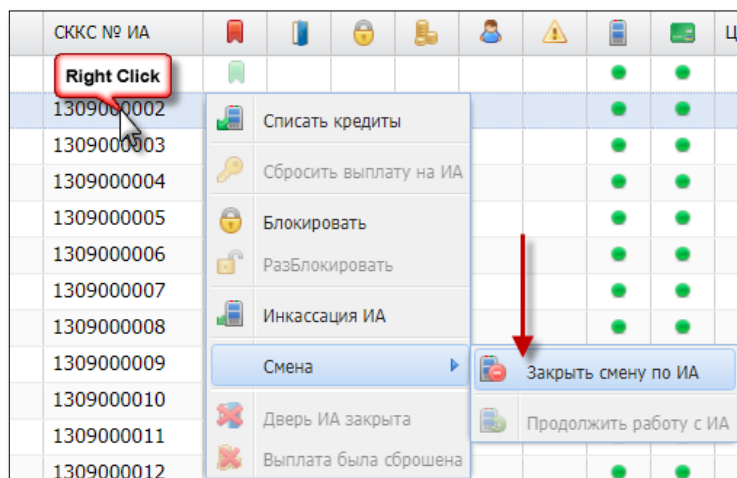 СККС № ИА
Ц
Right Click
1309000002
1309000003
1309000004
1309000005
1309000006
1309000007
1309000008
1309000009
1309000010
1309000011
1309000012
Списать кредиты
Сбросить выплату на ИА
Блокировать
РазБлокировать
Инкассация ИА
Смена
Дверь ИА закрыта
Выплата была сброшена
Закрыть смену по ИА
Продолжить работу с ИА